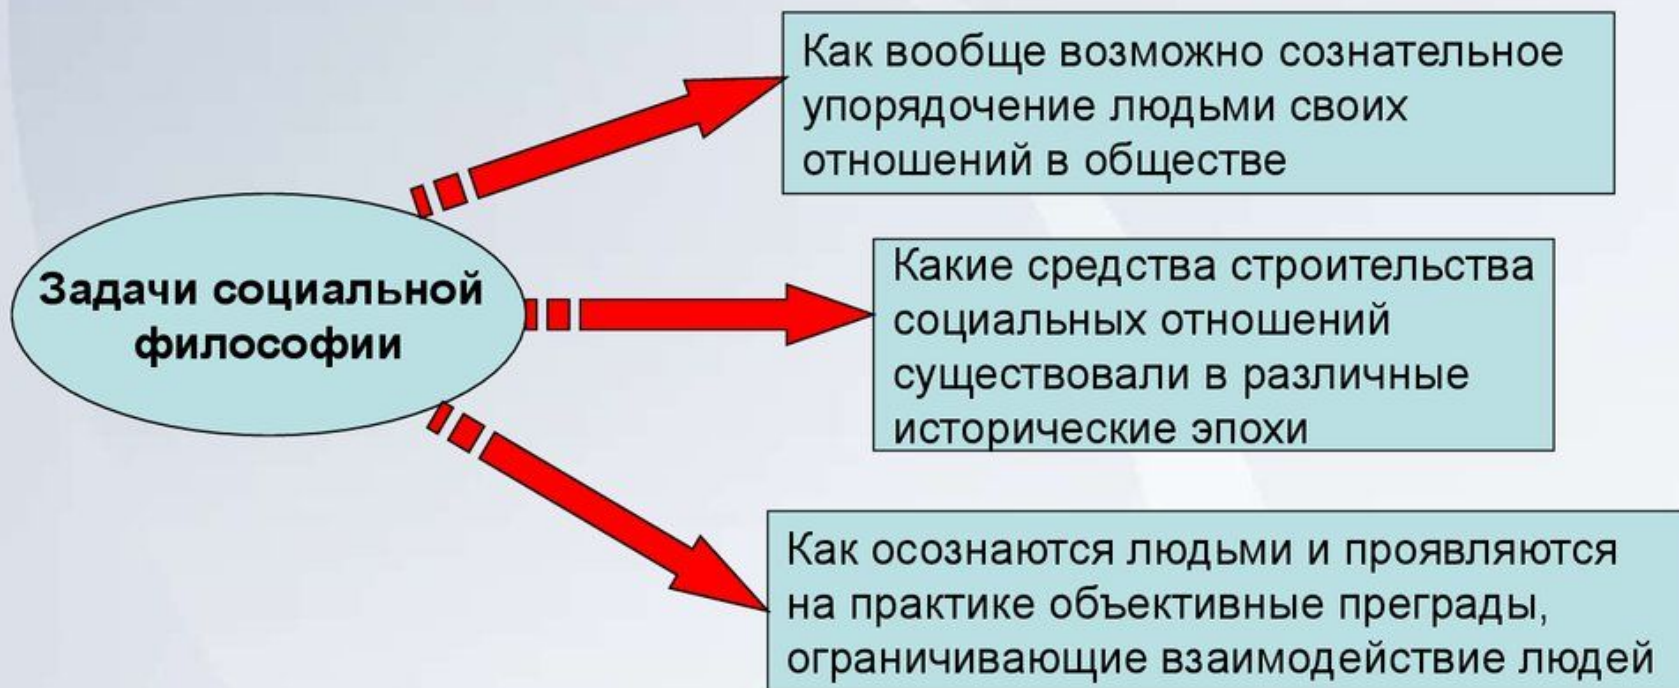 Как вообще возможно сознательное
упорядочение людьми своих
отношений в обществе
Задачи социальной
философии
Какие средства строительства
социальных отношений
существовали в различные
исторические эпохи
Как осознаются людьми и проявляются
на практике объективные преграды,
ограничивающие взаимодействие людей